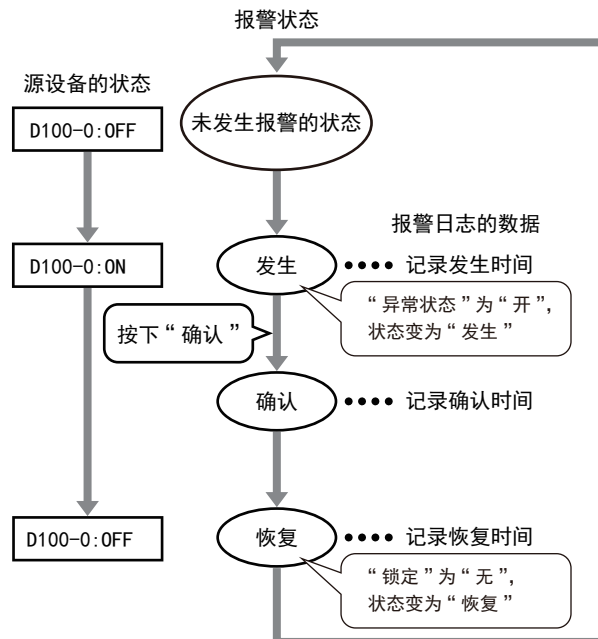 报警状态
源设备的状态
D100-0:OFF
未发生报警的状态
报警日志的数据
D100-0:ON
发生
•••• 记录发生时间
“异常状态”为“开”,
状态变为“发生”
按下“确认”
确认
•••• 记录确认时间
D100-0:OFF
恢复
•••• 记录恢复时间
“锁定”为“无”,
状态变为“恢复”